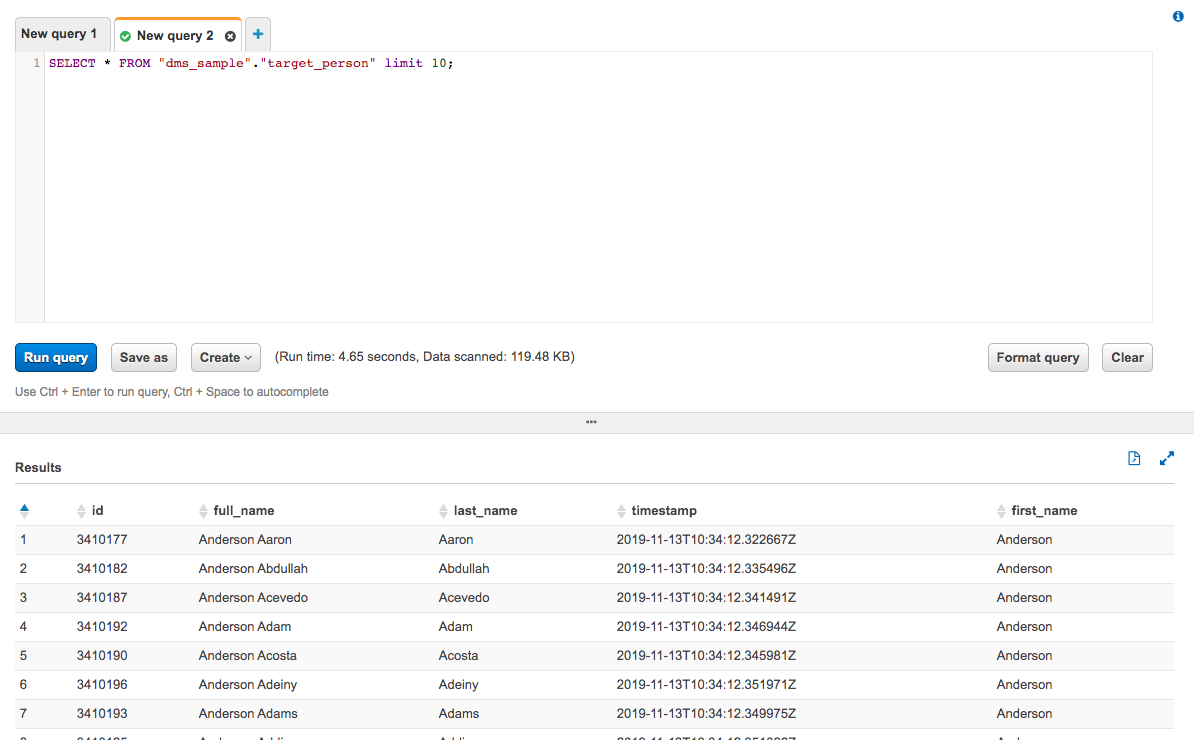 New query 1 New query 2 +
1 SELECT * FROM "dms_sample"."target_person" limit 10;
Run query Save as Create (Run time: 4.65 seconds, Data scanned: 119.48 KB) Format query Clear
Use Ctrl + Enter to run query, Ctrl + Space to autocomplete
Results
id full_name last_name timestamp first_name
1 3410177 Anderson Aaron Aaron 2019-11-13T10:34:12.322667Z Anderson
2 3410182 Anderson Abdullah Abdullah 2019-11-13T10:34:12.335496Z Anderson
3 3410187 Anderson Acevedo Acevedo 2019-11-13T10:34:12.341491Z Anderson
4 3410192 Anderson Adam Adam 2019-11-13T10:34:12.346944Z Anderson
5 3410190 Anderson Acosta Acosta 2019-11-13T10:34:12.345981Z Anderson
6 3410196 Anderson Adeiny Adeiny 2019-11-13T10:34:12.351971Z Anderson
7 3410193 Anderson Adams Adams 2019-11-13T10:34:12.349975Z Anderson